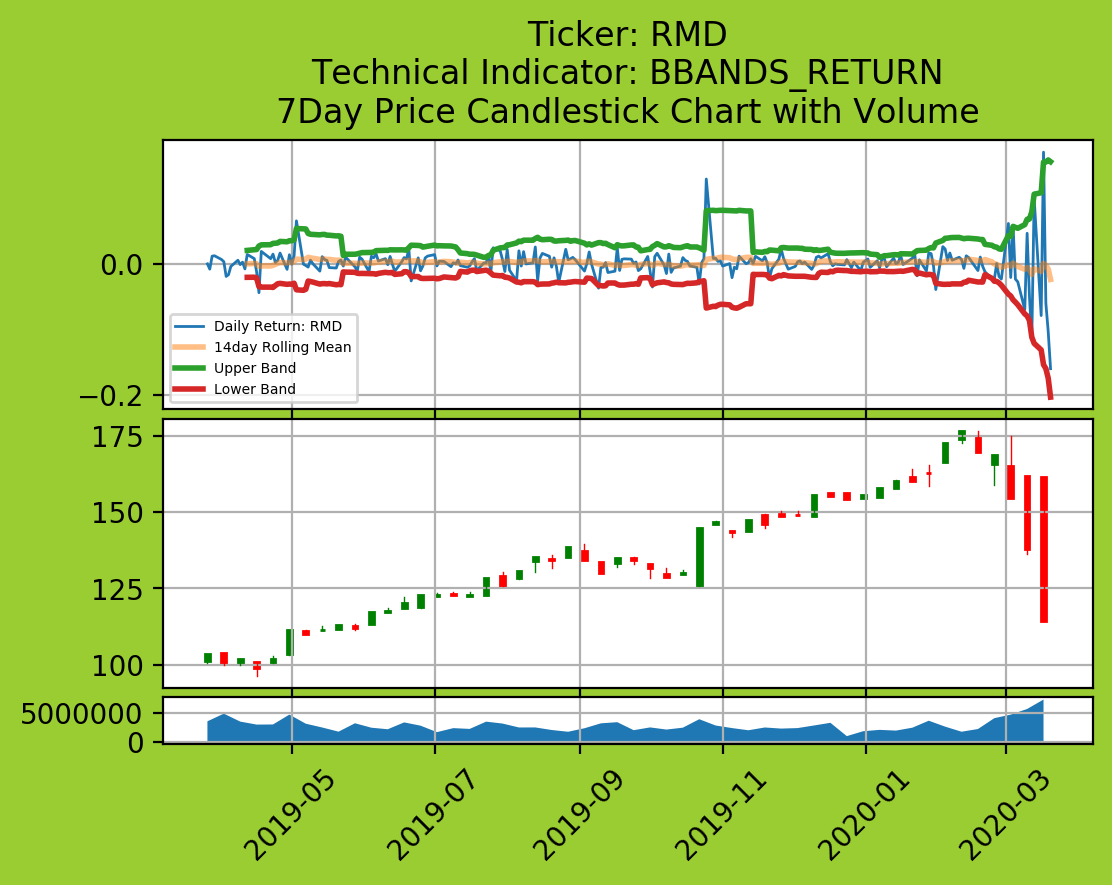 Ticker: RMD
Technical Indicator: BBANDS_RETURN
7Day Price Candlestick Chart with Volume
0.0
−0.2
Daily Return: RMD
14day Rolling Mean
Upper Band
Lower Band
175
150
125
100
5000000
0
2019-05
2019-07
2019-09
2019-11
2020-01
2020-03